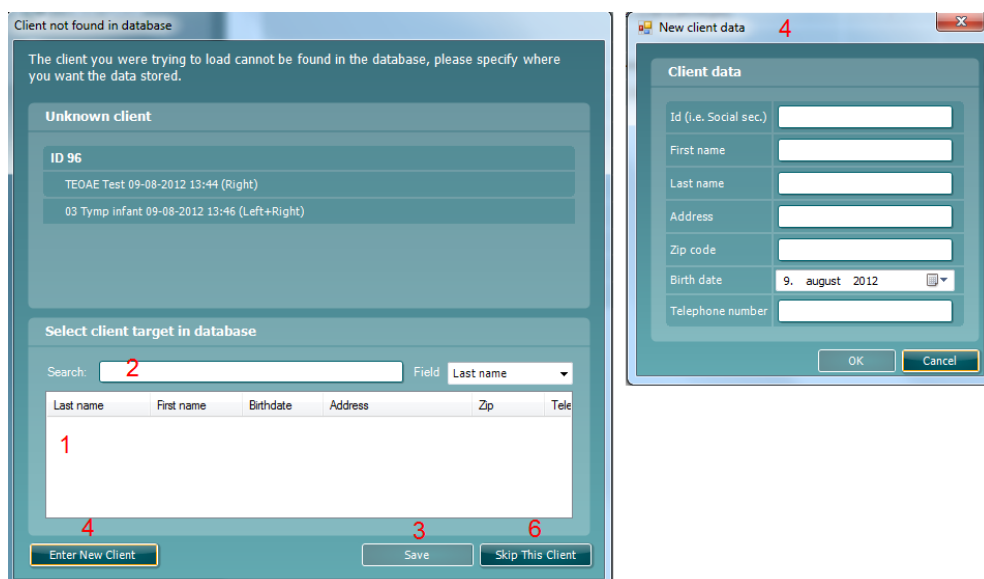 Client not found in database
The client you were trying to load cannot be found in the database, please specify where
you want the data stored.
Unknown client
ID 96
TEOAE Test 09-08-2012 13:44 (Right)
03 Tymp infant 09-08-2012 13:46 (Left+Right)
Select client target in database
Search: 2 Field Last name
Last name First name Birthdate Address Zip Tele
1
4 3 6
Enter New Client Save Skip This Client
New client data 4
Client data
Id (i.e. Social sec.)
First name
Last name
Address
Zip code
Birth date 9. august 2012
Telephone number
OK Cancel